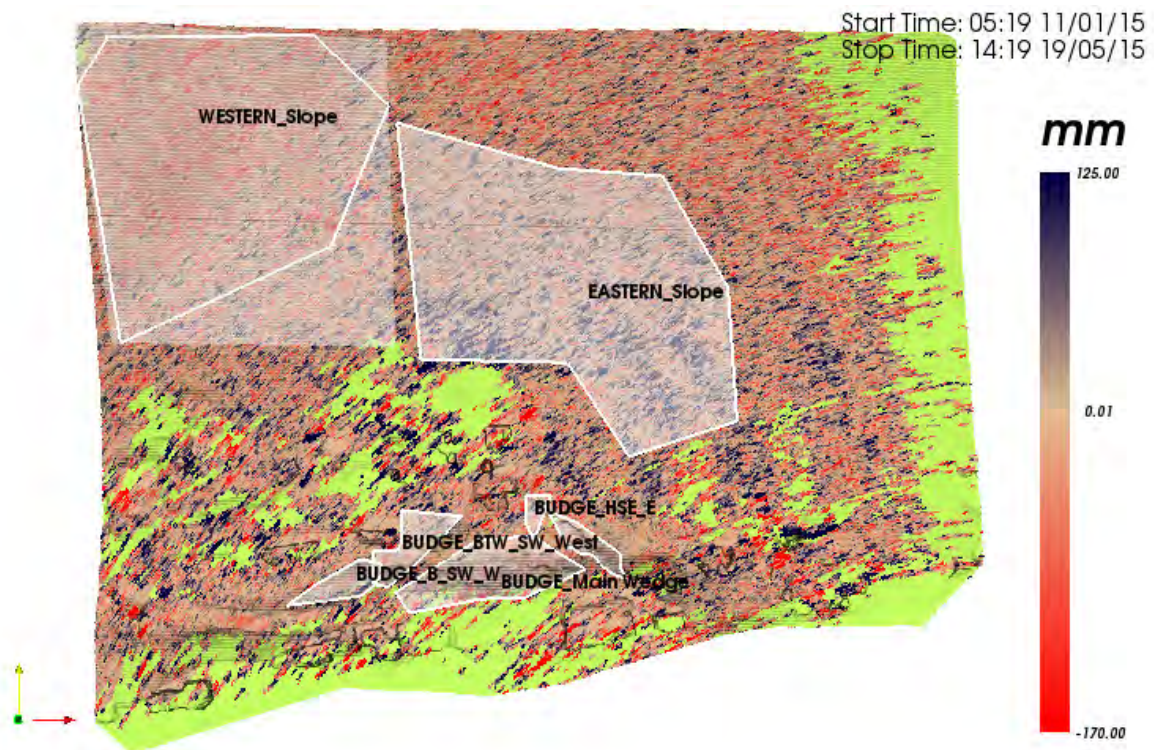 Start Time: 05:19 11/01/15
Stop Time: 14:19 19/05/15
mm
125.00
0.01
-170.00
WESTERN_Slope
EASTERN_Slope
BUDGE_HSE_E
BUDGE_BTW_SW_West
BUDGE_B_SW_W
BUDGE_Main Wedge